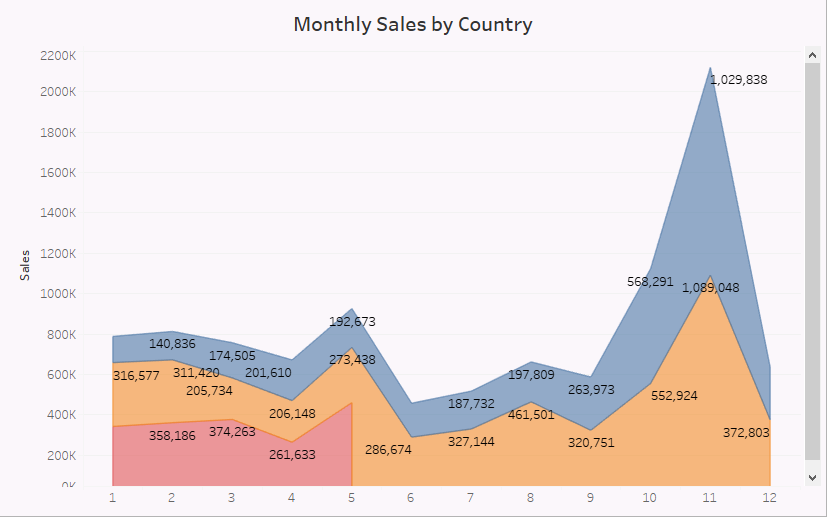 Monthly Sales by Country
2200K
2000K
1800K
1600K
1400K
1200K
1000K
800K
600K
400K
200K
0K
Sales
1,029,838
568,291
1,089,048
192,673
140,836
174,505
273,438
316,577
311,420
201,610
197,809
205,734
263,973
552,924
187,732
206,148
461,501
358,186
374,263
372,803
327,144
320,751
286,674
261,633
1 2 3 4 5 6 7 8 9 10 11 12